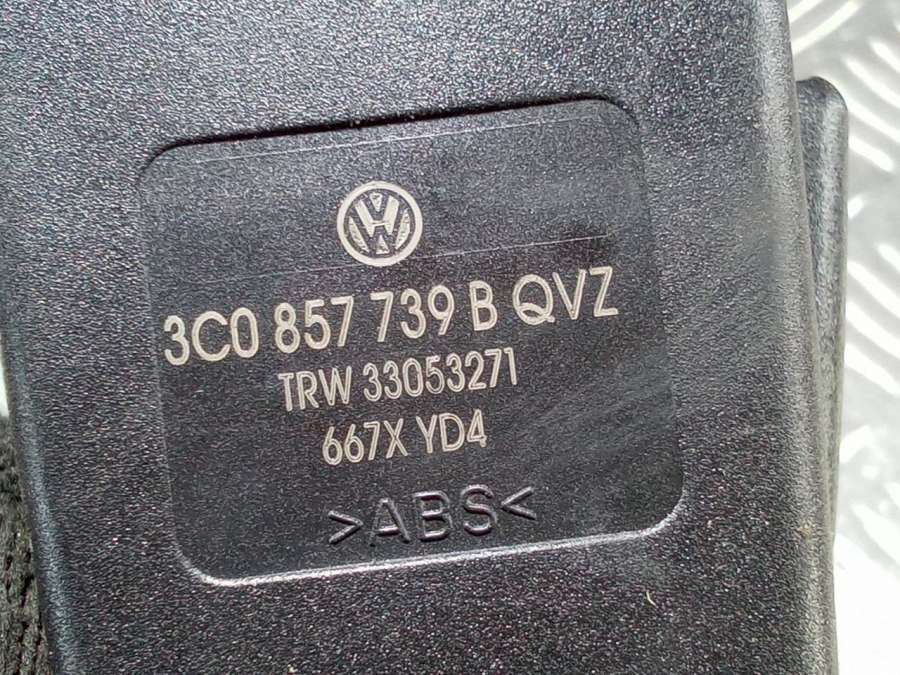 3C0 857 739 B QVZ
TRW 33053271
667X YD4
>ABS<